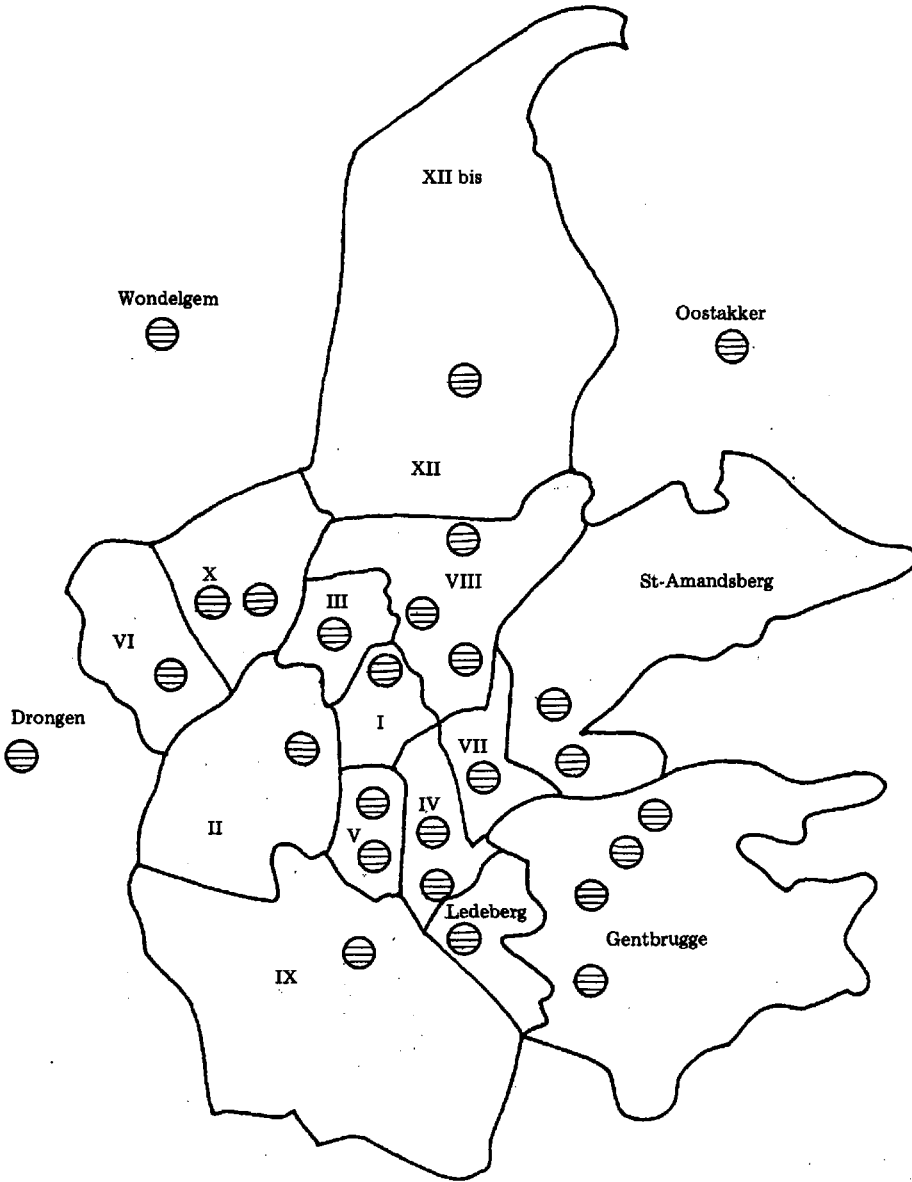 XII bis
Wondelgem
Oostakker
XII
X
VIII
St-Amandsberg
III
VI
Drongen
I
VII
IV
II
V
Ledeberg
Gentbrugge
IX